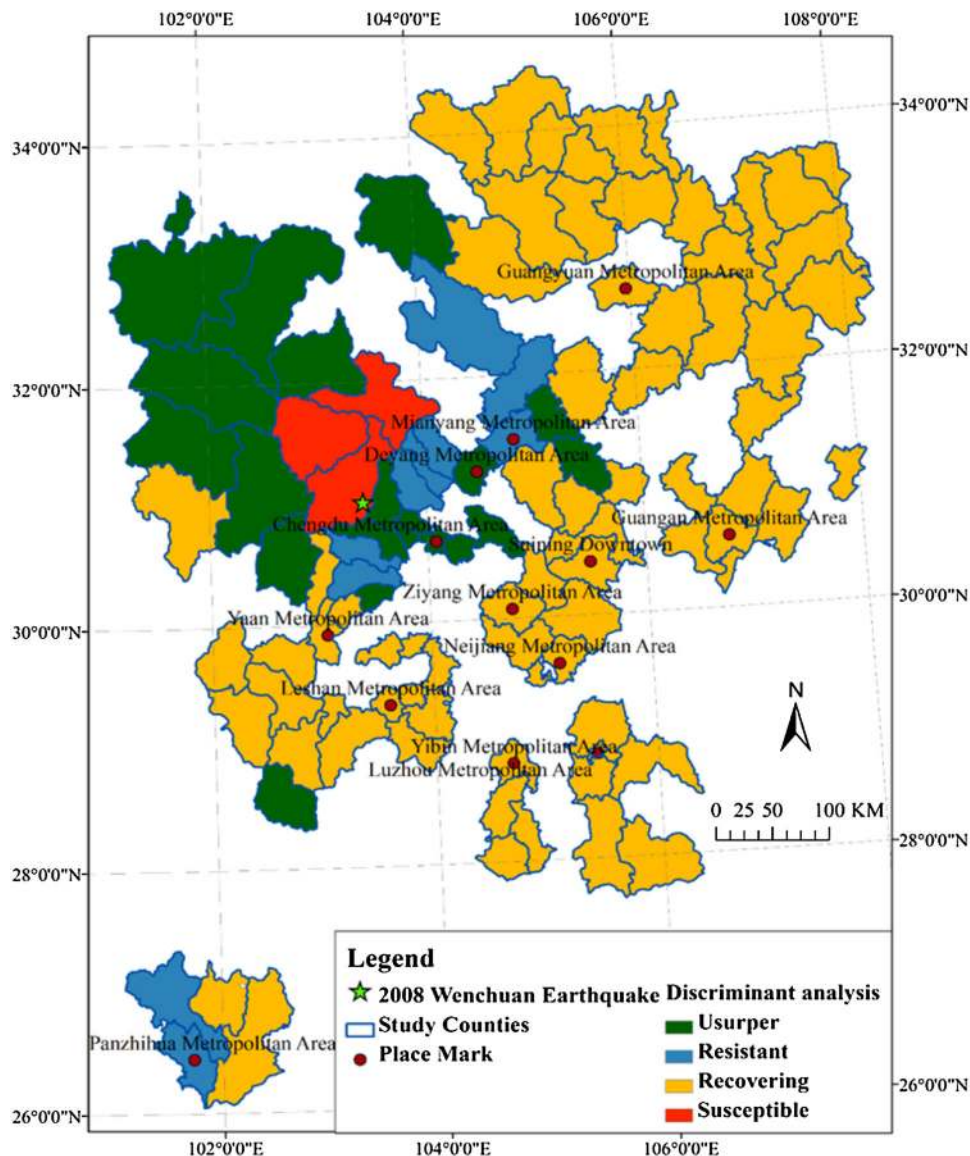 102°0'0"E 104°0'0"E 106°0'0"E 108°0'0"E
34°0'0"N
34°0'0"N
Guangyuan Metropolitan Area
32°0'0"N
32°0'0"N
Mianyang Metropolitan Area
Deyang Metropolitan Area
Chengdu Metropolitan Area
Guangan Metropolitan Area
Suining Downtown
Ziyang Metropolitan Area
30°0'0"N
Yaan Metropolitan Area
30°0'0"N
Neijiang Metropolitan Area
Leshan Metropolitan Area
N
Yibin Metropolitan Area
Luzhou Metropolitan Area
0 25 50 100 KM
28°0'0"N
28°0'0"N
Legend
2008 Wenchuan Earthquake
Study Counties
Place Mark
Discriminant analysis
Usurper
Resistant
Recovering
Susceptible
Panzhihua Metropolitan Area
26°0'0"N
26°0'0"N
102°0'0"E 104°0'0"E 106°0'0"E